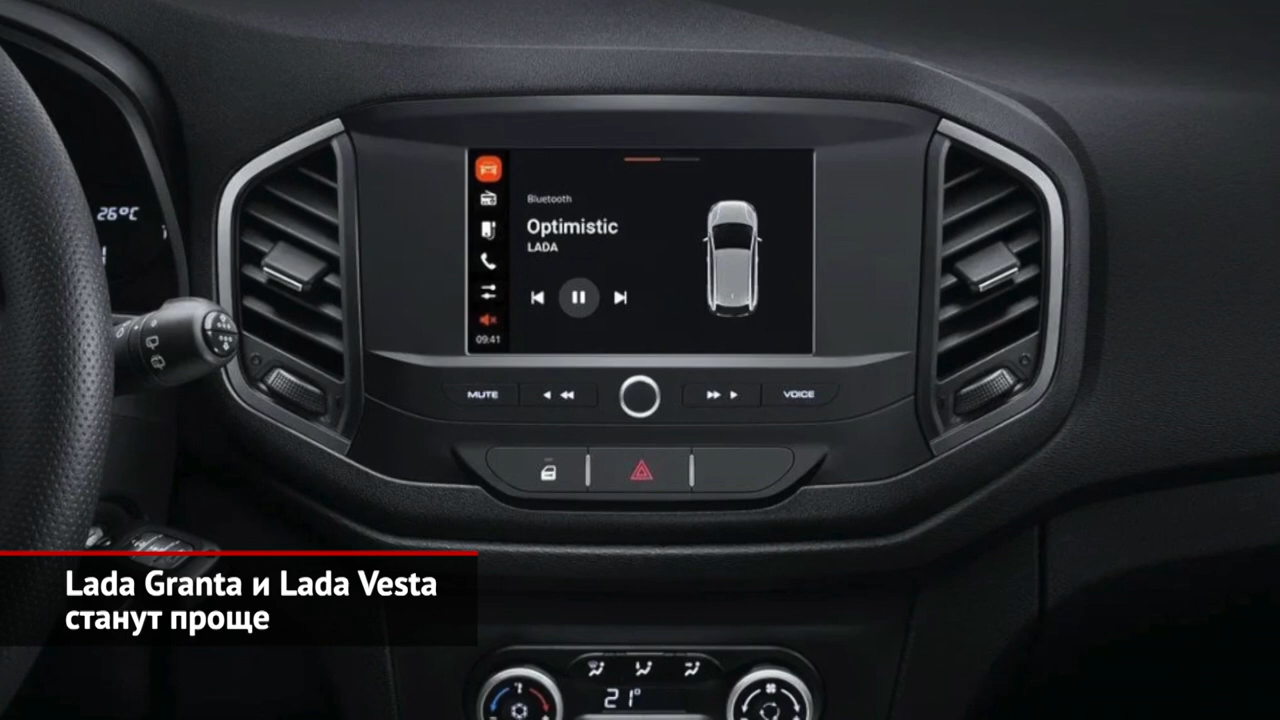 26°C
Bluetooth
Optimistic
LADA
09:41
MUTE
VOICE
Lada Granta и Lada Vesta
станут проще
21°